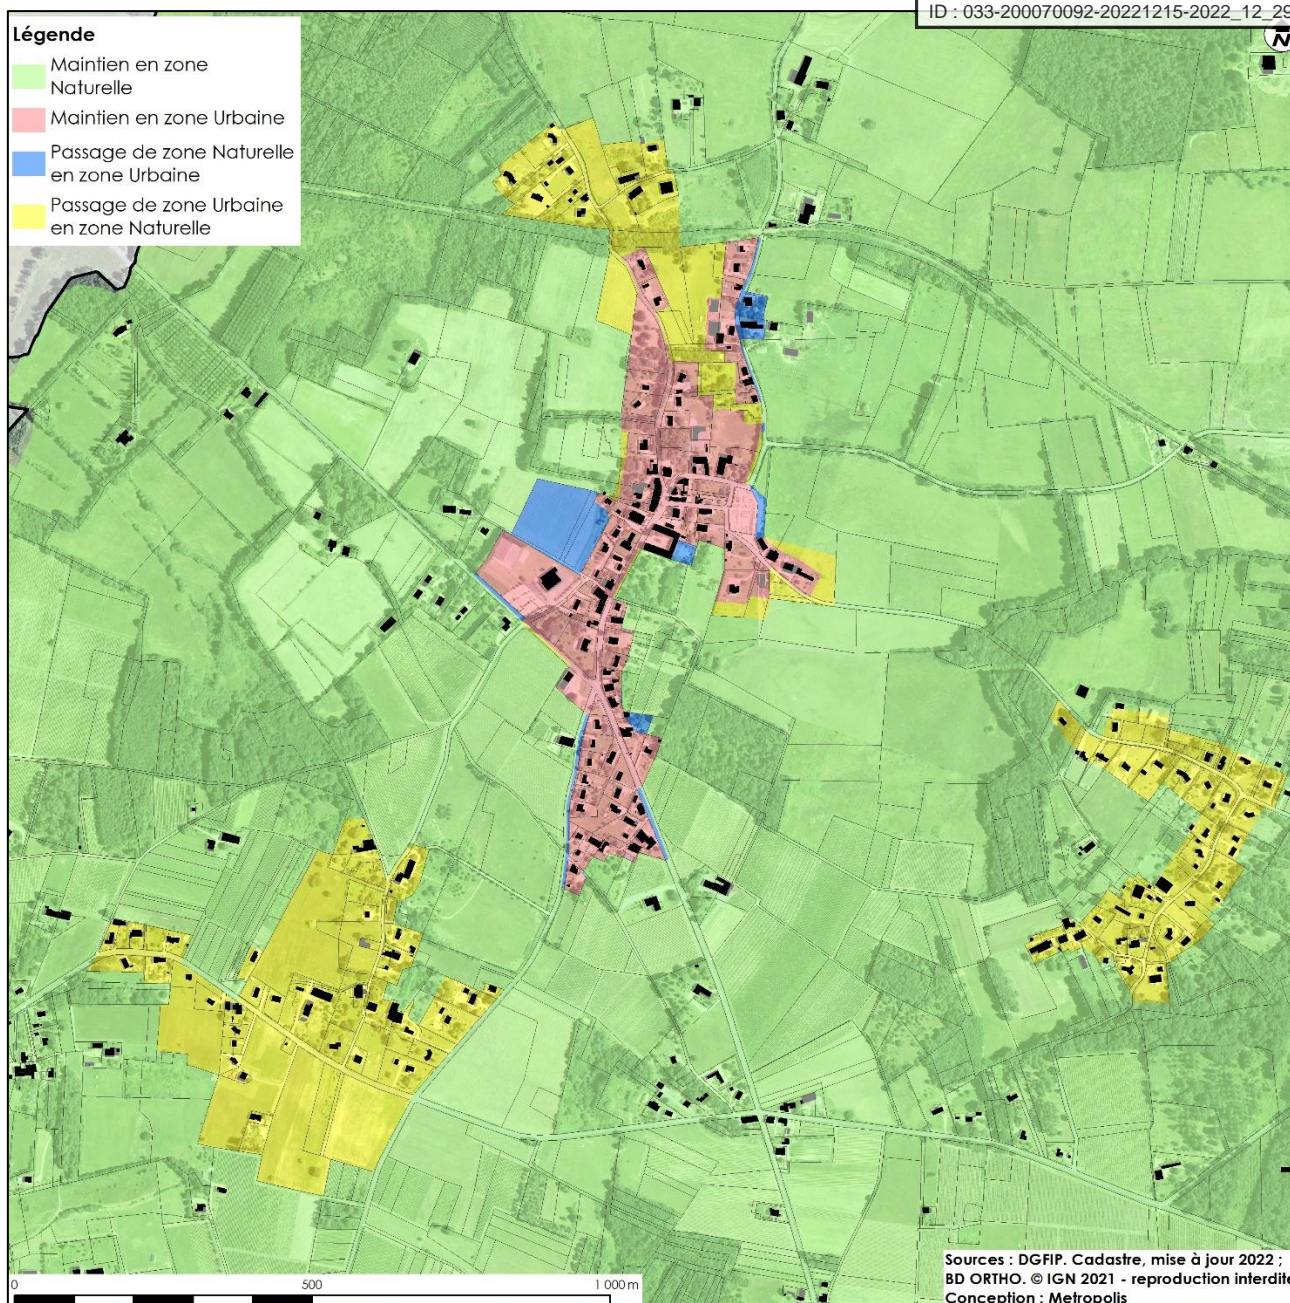 ID : 033-200070092-20221215-2022_12_29
N
Légende
Maintien en zone
Naturelle
Maintien en zone Urbaine
Passage de zone Naturelle
en zone Urbaine
Passage de zone Urbaine
en zone Naturelle
0 500 1 000 m
Sources : DGFIP. Cadastre, mise à jour 2022 ;
BD ORTHO. © IGN 2021 - reproduction interdite
Conception : Metropolis